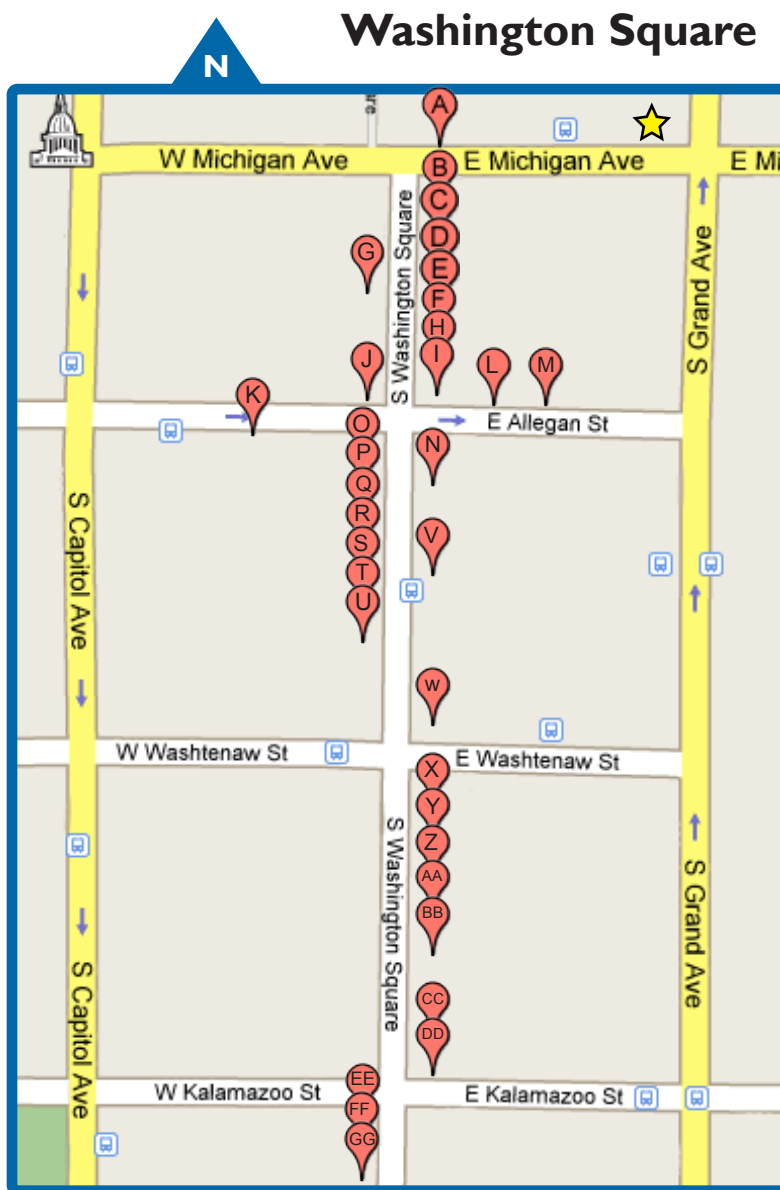 Washington Square
N
re
A
W Michigan Ave
E Michigan Ave
E Mi
B
C
D
E
F
H
I
G
J
S Washington Square
S Grand Ave
L
M
K
O
P
Q
R
S
T
U
E Allegan St
N
V
S Capitol Ave
W
W Washtenaw St
E Washtenaw St
X
Y
Z
AA
BB
S Washington Square
S Grand Ave
CC
DD
S Capitol Ave
EE
FF
GG
W Kalamazoo St
E Kalamazoo St